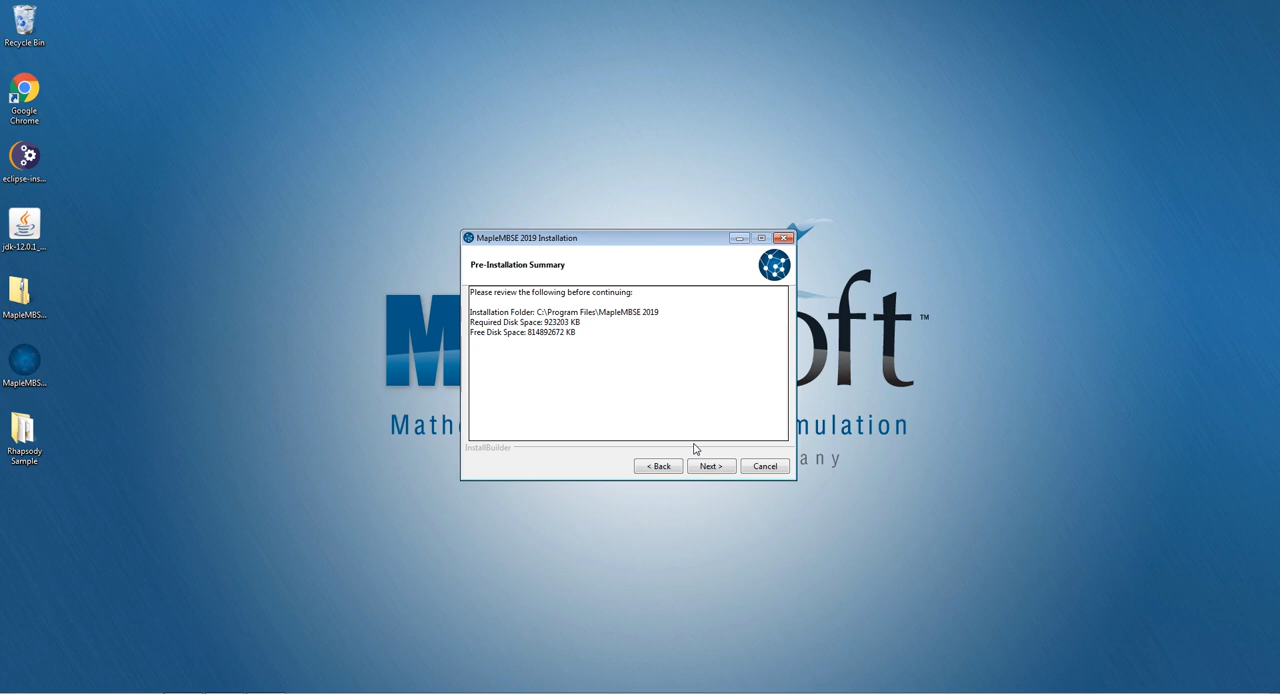 Recycle Bin
Google
Chrome
eclipse-ins...
jdk-12.0.1_...
MapleMBS...
MapleMBS...
Rhapsody
Sample
MapleMBSE 2019 Installation
Pre-Installation Summary
Please review the following before continuing:
Installation Folder: C:\Program Files\MapleMBSE 2019
Required Disk Space: 923203 KB
Free Disk Space: 814892672 KB
InstallBuilder
< Back
Next >
Cancel
M
oft
™
Math
mulation
any